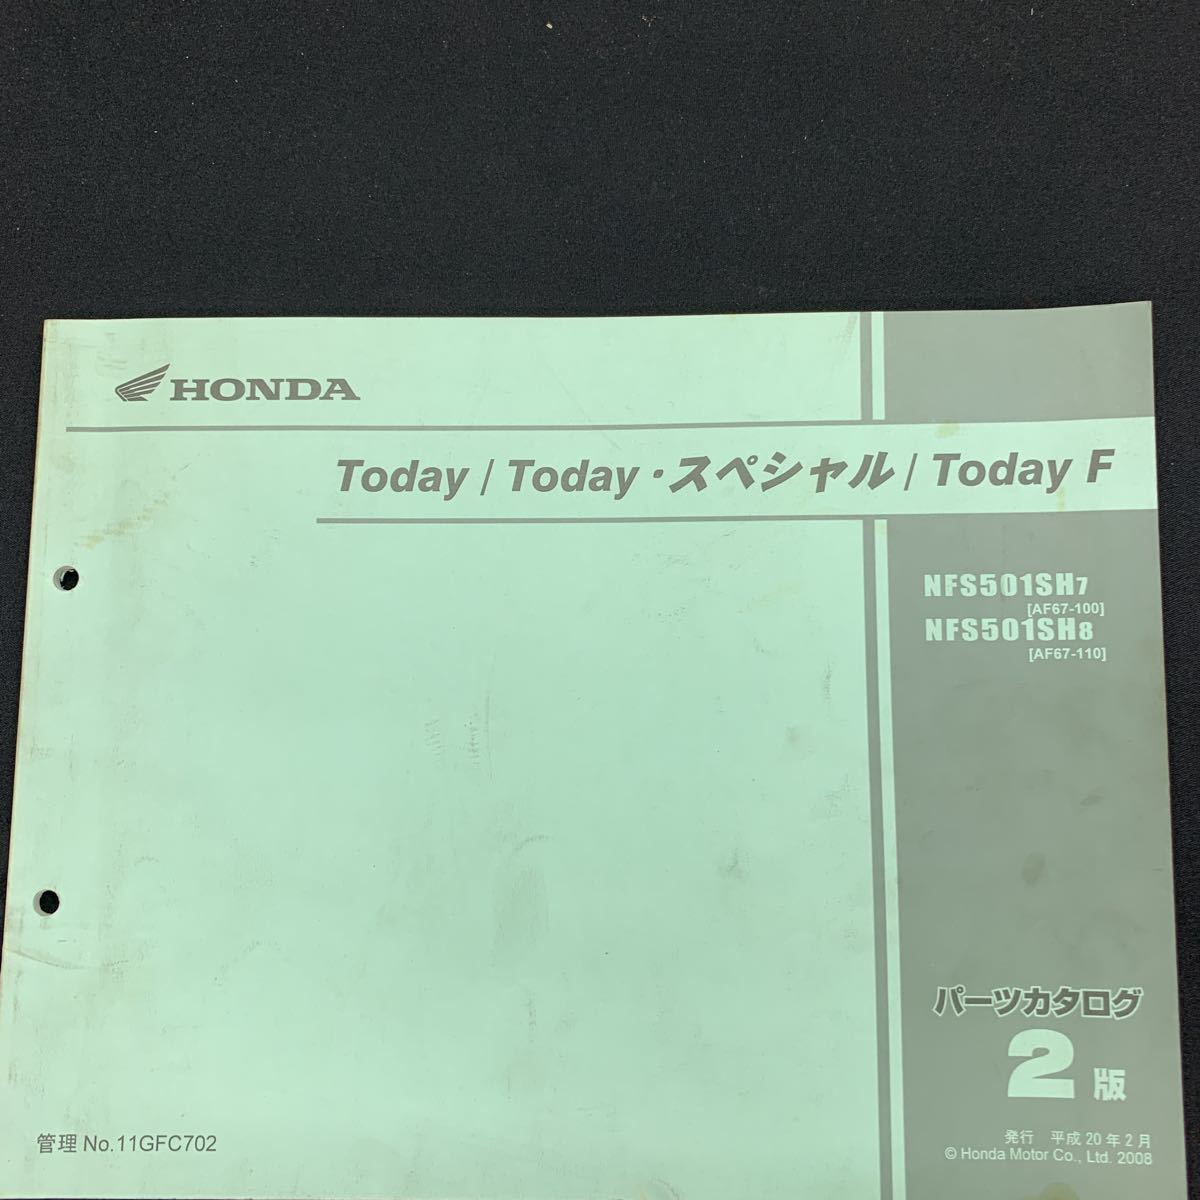 HONDA
Today / Today・スペシャル / Today F
NFS501SH7
[AF67-100]
NFS501SH8
[AF67-110]
パーツカタログ
2版
発行 平成20年2月
© Honda Motor Co., Ltd. 2008
管理 No.11GFC702